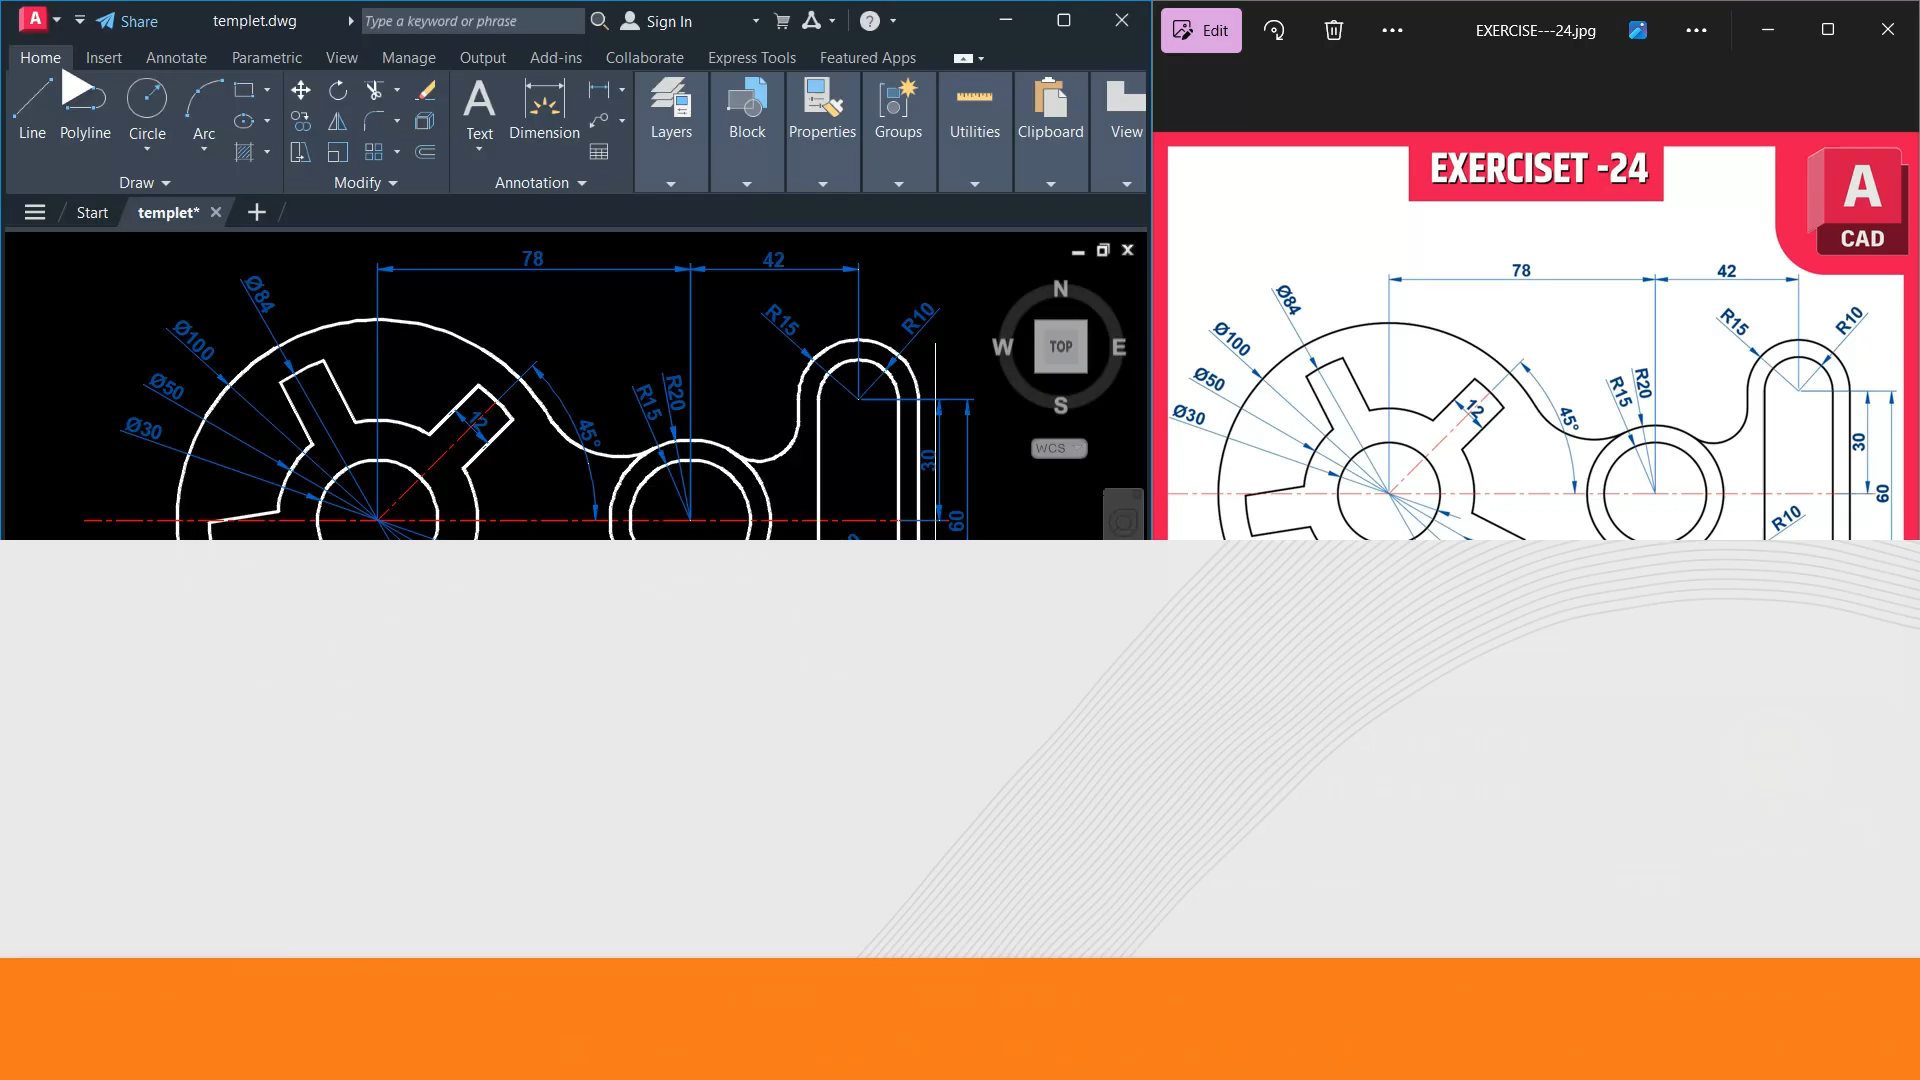 A Share templet.dwg Type a keyword or phrase Sign In ?
Home Insert Annotate Parametric View Manage Output Add-ins Collaborate Express Tools Featured Apps
Line Polyline Circle Arc A Text Dimension Layers Block Properties Groups Utilities Clipboard View
Draw Modify Annotation
Start templet*
78
42
Ø84
Ø100
Ø50
Ø30
12
45°
R15
R20
R15
R10
30
60
N
W TOP E
S
WCS
Edit EXERCISE---24.jpg
EXERCISET -24
A
CAD
78
42
Ø84
Ø100
Ø50
Ø30
12
45°
R15
R20
R15
R10
30
60
R10